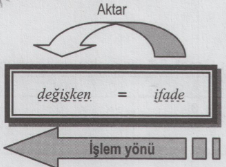 Aktar
değişken = ifade
İşlem yönü